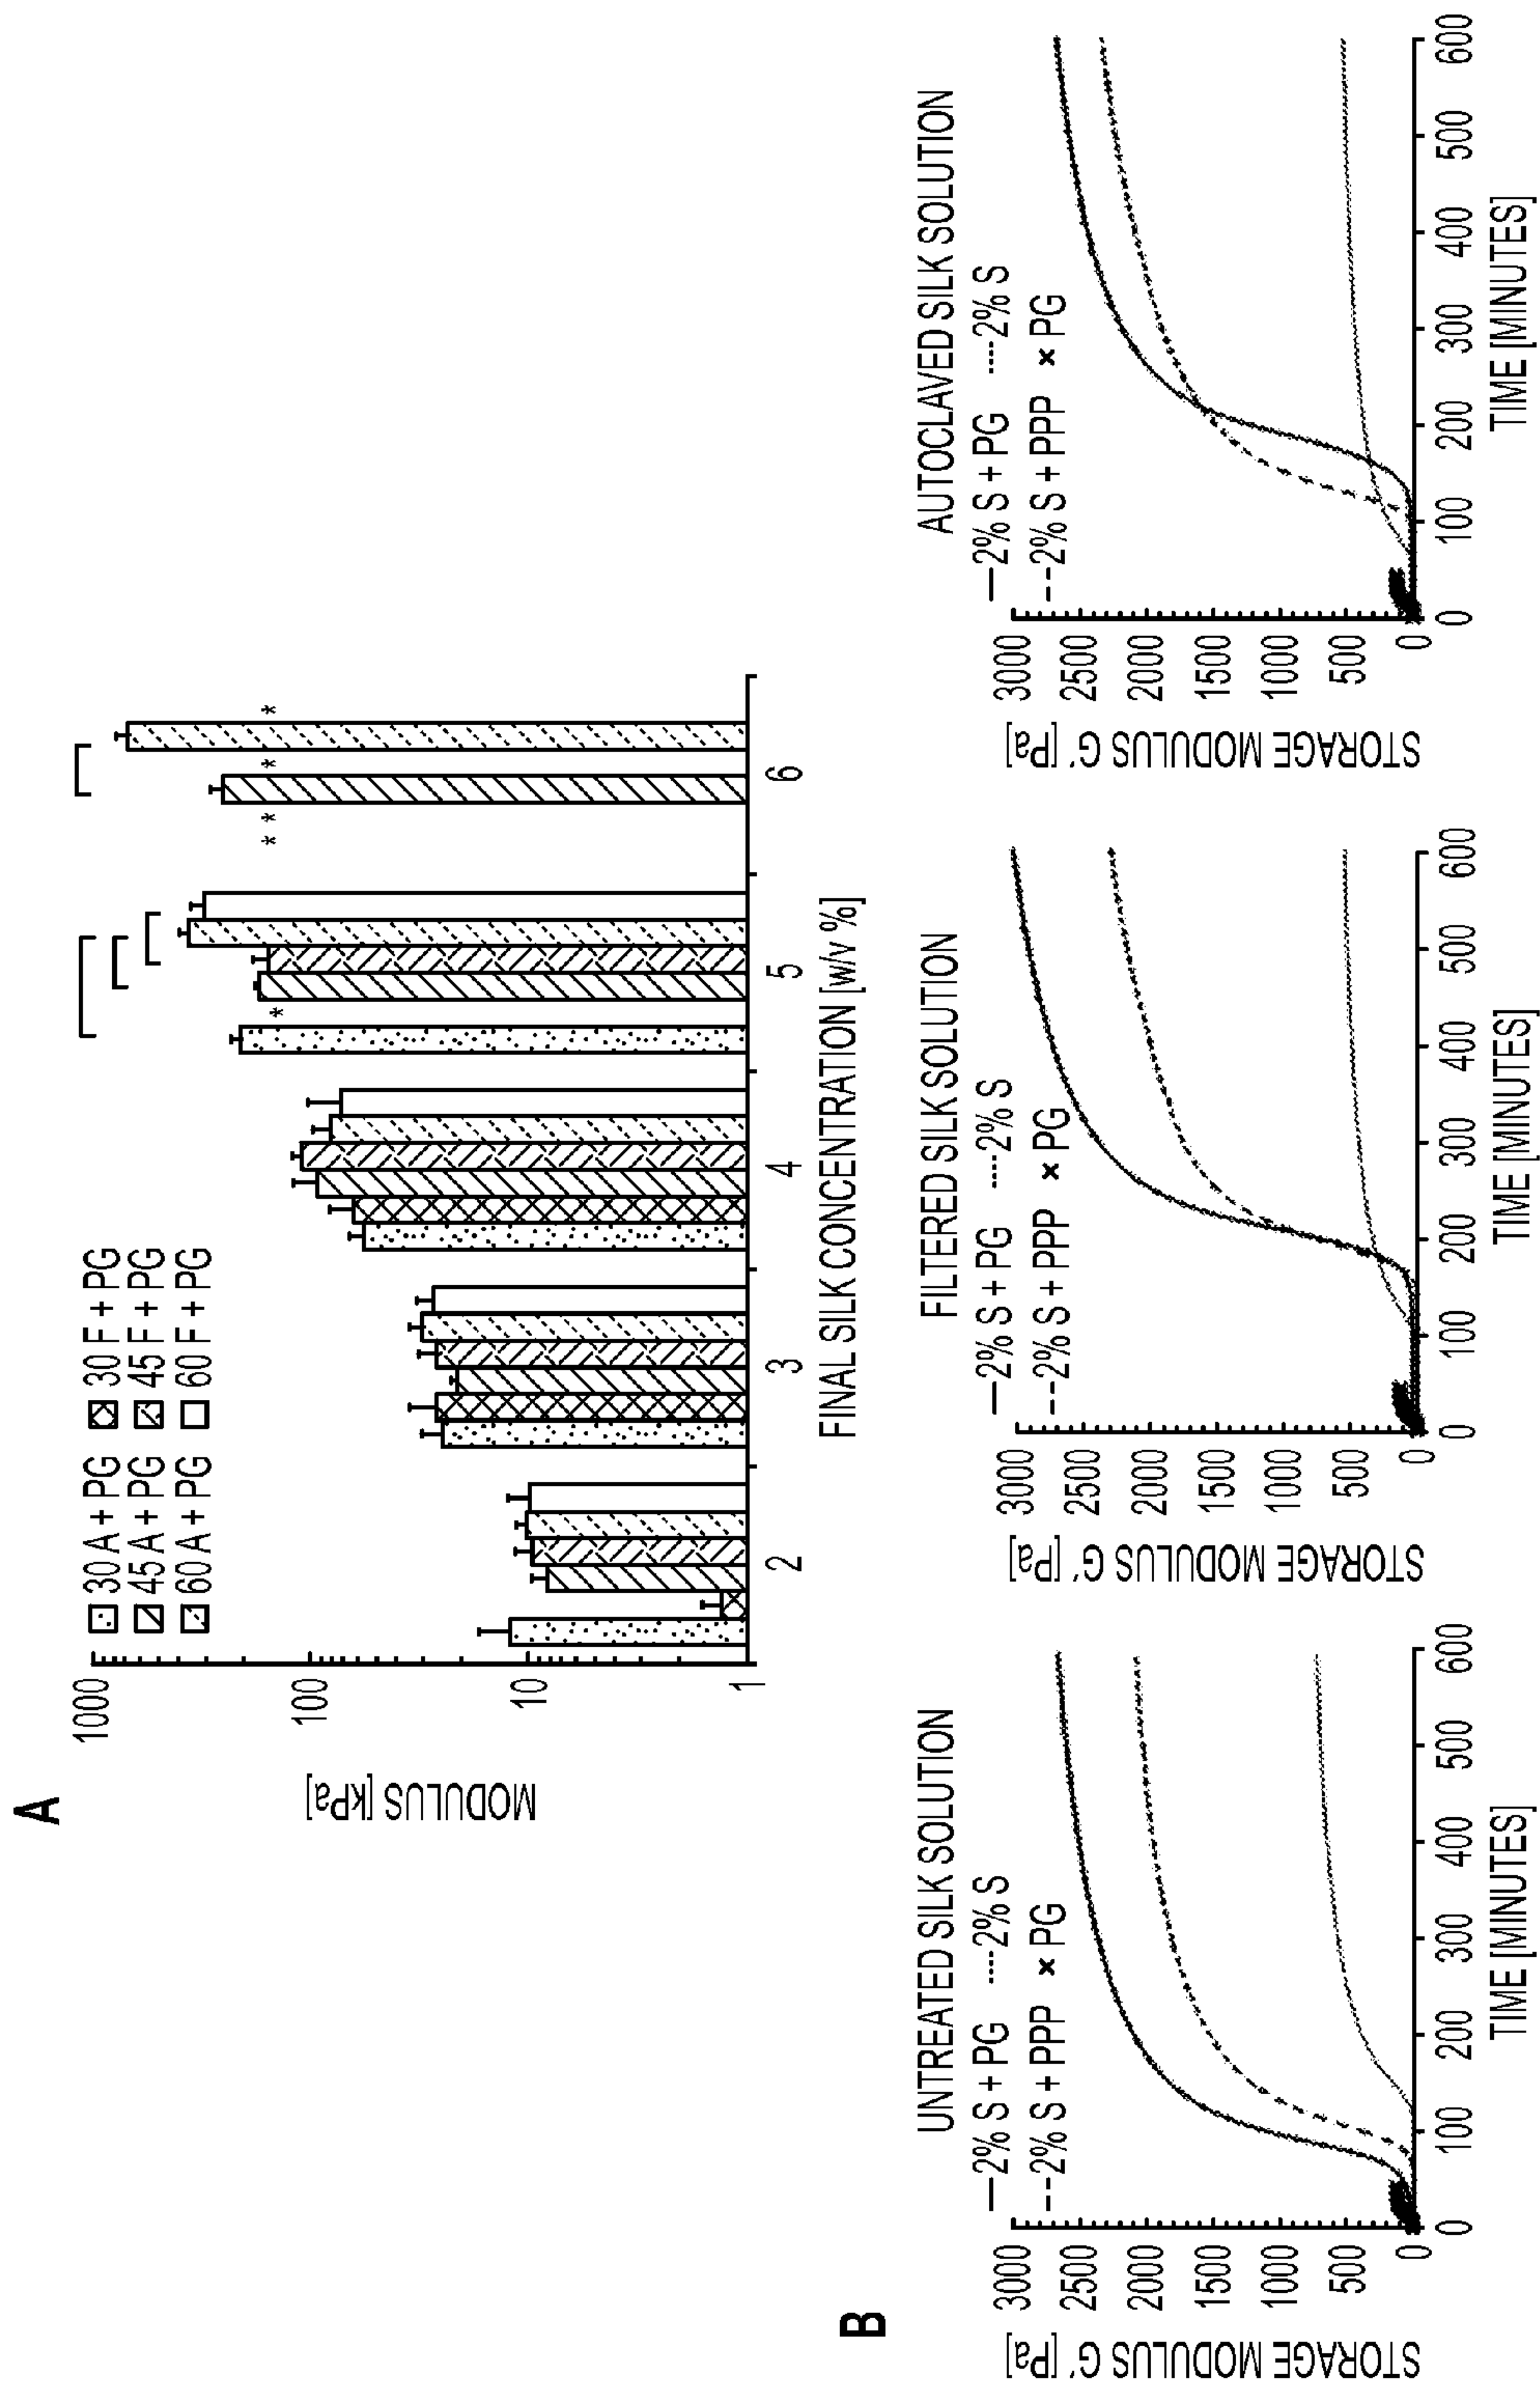 A
MODULUS [kPa]
1000
100
10
1
30 A + PG 30 F + PG
45 A + PG 45 F + PG
60 A + PG 60 F + PG
*
* *
*
*
2 3 4 5 6
FINAL SILK CONCENTRATION [w/v %]
B
UNTREATED SILK SOLUTION
2% S + PG 2% S
2% S + PPP × PG
STORAGE MODULUS G' [Pa]
3000
2500
2000
1500
1000
500
0
0 100 200 300 400 500 600
TIME [MINUTES]
FILTERED SILK SOLUTION
2% S + PG 2% S
2% S + PPP × PG
STORAGE MODULUS G' [Pa]
3000
2500
2000
1500
1000
500
0
0 100 200 300 400 500 600
TIME [MINUTES]
AUTOCLAVED SILK SOLUTION
2% S + PG 2% S
2% S + PPP × PG
STORAGE MODULUS G' [Pa]
3000
2500
2000
1500
1000
500
0
0 100 200 300 400 500 600
TIME [MINUTES]